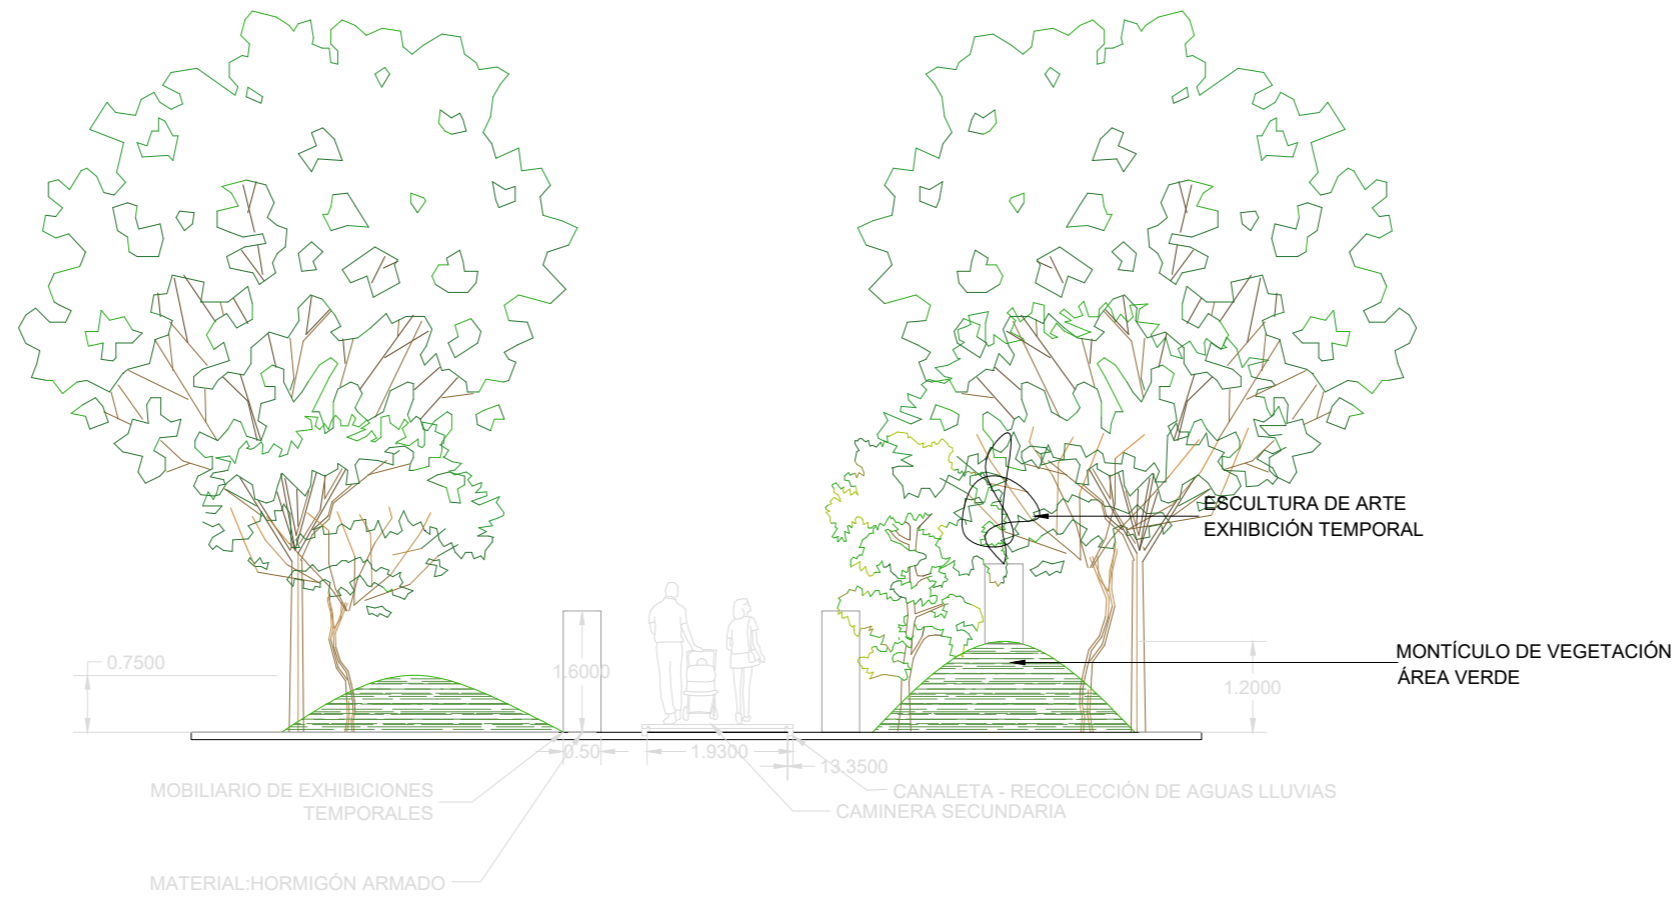 ESCULTURA DE ARTE
EXHIBICIÓN TEMPORAL
MONTÍCULO DE VEGETACIÓN
ÁREA VERDE
0.7500
1.6000
1.2000
0.50
1.9300
13.3500
MOBILIARIO DE EXHIBICIONES
TEMPORALES
CANALETA - RECOLECCIÓN DE AGUAS LLUVIAS
CAMINERA SECUNDARIA
MATERIAL:HORMIGÓN ARMADO